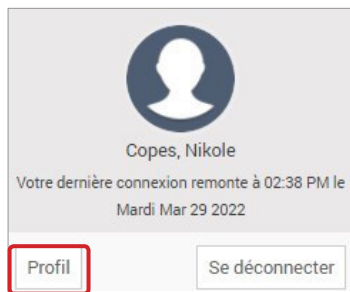 Copes, Nikole
Votre dernière connexion remonte à 02:38 PM le
Mardi Mar 29 2022
Profil
Se déconnecter